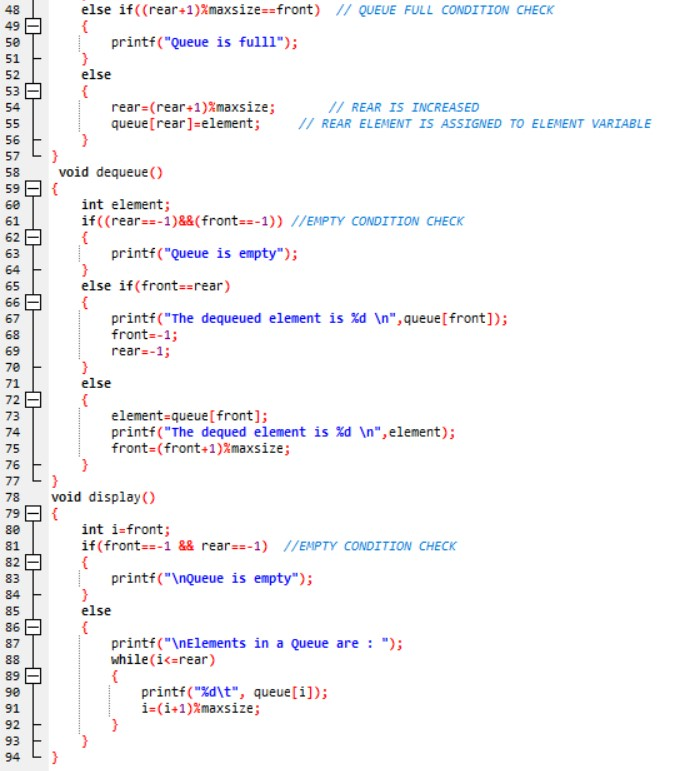 48 else if((rear+1)%maxsize==front) // QUEUE FULL CONDITION CHECK
49 {
50 printf("Queue is fulll");
51 }
52 else
53 {
54 rear=(rear+1)%maxsize; // REAR IS INCREASED
55 queue[rear]=element; // REAR ELEMENT IS ASSIGNED TO ELEMENT VARIABLE
56 }
57 }
58 void dequeue()
59 {
60 int element;
61 if((rear==-1)&&(front==-1)) //EMPTY CONDITION CHECK
62 {
63 printf("Queue is empty");
64 }
65 else if(front==rear)
66 {
67 printf("The dequeued element is %d \n",queue[front]);
68 front=-1;
69 rear=-1;
70 }
71 else
72 {
73 element=queue[front];
74 printf("The dequed element is %d \n",element);
75 front=(front+1)%maxsize;
76 }
77 }
78 void display()
79 {
80 int i=front;
81 if(front==-1 && rear==-1) //EMPTY CONDITION CHECK
82 {
83 printf("\nQueue is empty");
84 }
85 else
86 {
87 printf("\nElements in a Queue are : ");
88 while(i<=rear)
89 {
90 printf("%d\t", queue[i]);
91 i=(i+1)%maxsize;
92 }
93 }
94 }